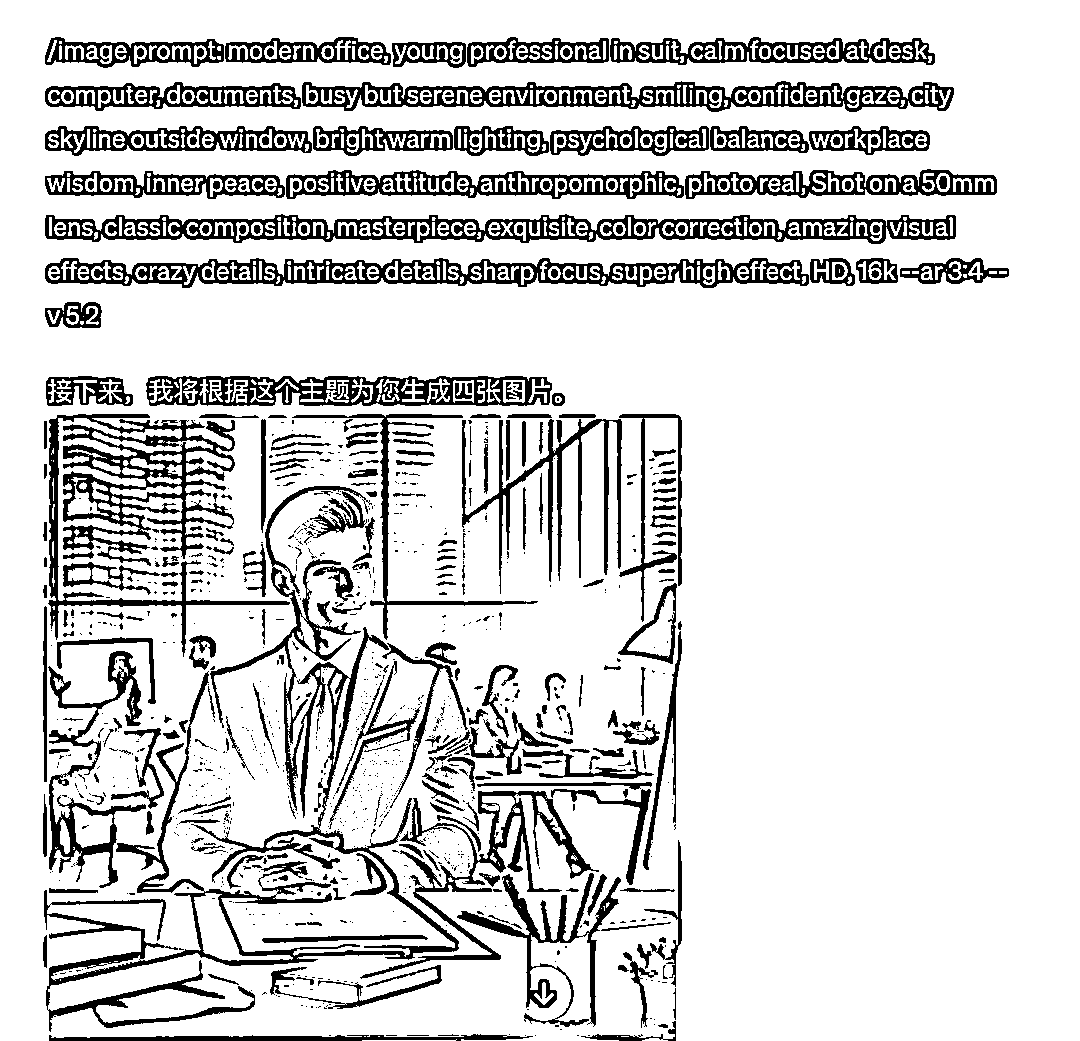 /image prompt: modern office, young professional in suit, calm focused at desk,
computer, documents, busy but serene environment, smiling, confident gaze, city
skyline outside window, bright warm lighting, psychological balance, workplace
wisdom, inner peace, positive attitude, anthropomorphic, photo real, Shot on a 50mm
lens, classic composition, masterpiece, exquisite, color correction, amazing visual
effects, crazy details, intricate details, sharp focus, super high effect, HD, 16k --ar 3:4 --
v 5.2
接下来，我将根据这个主题为您生成四张图片。